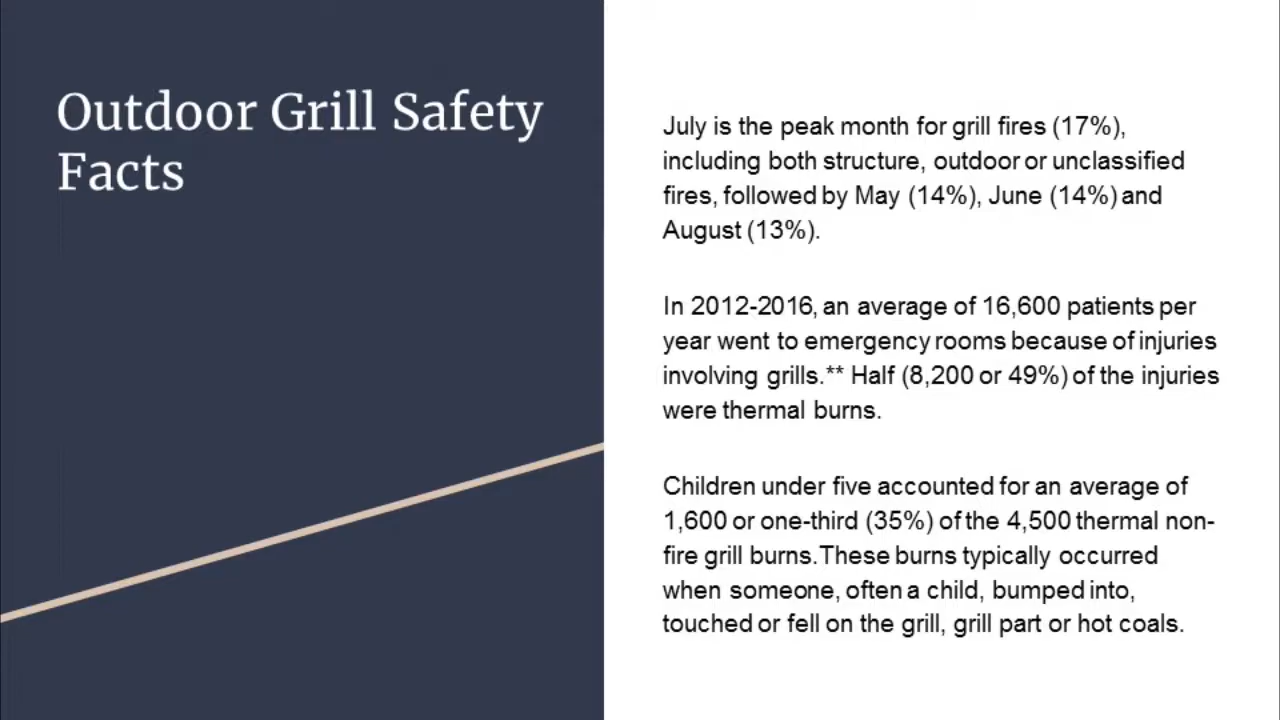 Outdoor Grill Safety
Facts
July is the peak month for grill fires (17%),
including both structure, outdoor or unclassified
fires, followed by May (14%), June (14%) and
August (13%).
In 2012-2016, an average of 16,600 patients per
year went to emergency rooms because of injuries
involving grills.** Half (8,200 or 49%) of the injuries
were thermal burns.
Children under five accounted for an average of
1,600 or one-third (35%) of the 4,500 thermal non-
fire grill burns.These burns typically occurred
when someone, often a child, bumped into,
touched or fell on the grill, grill part or hot coals.